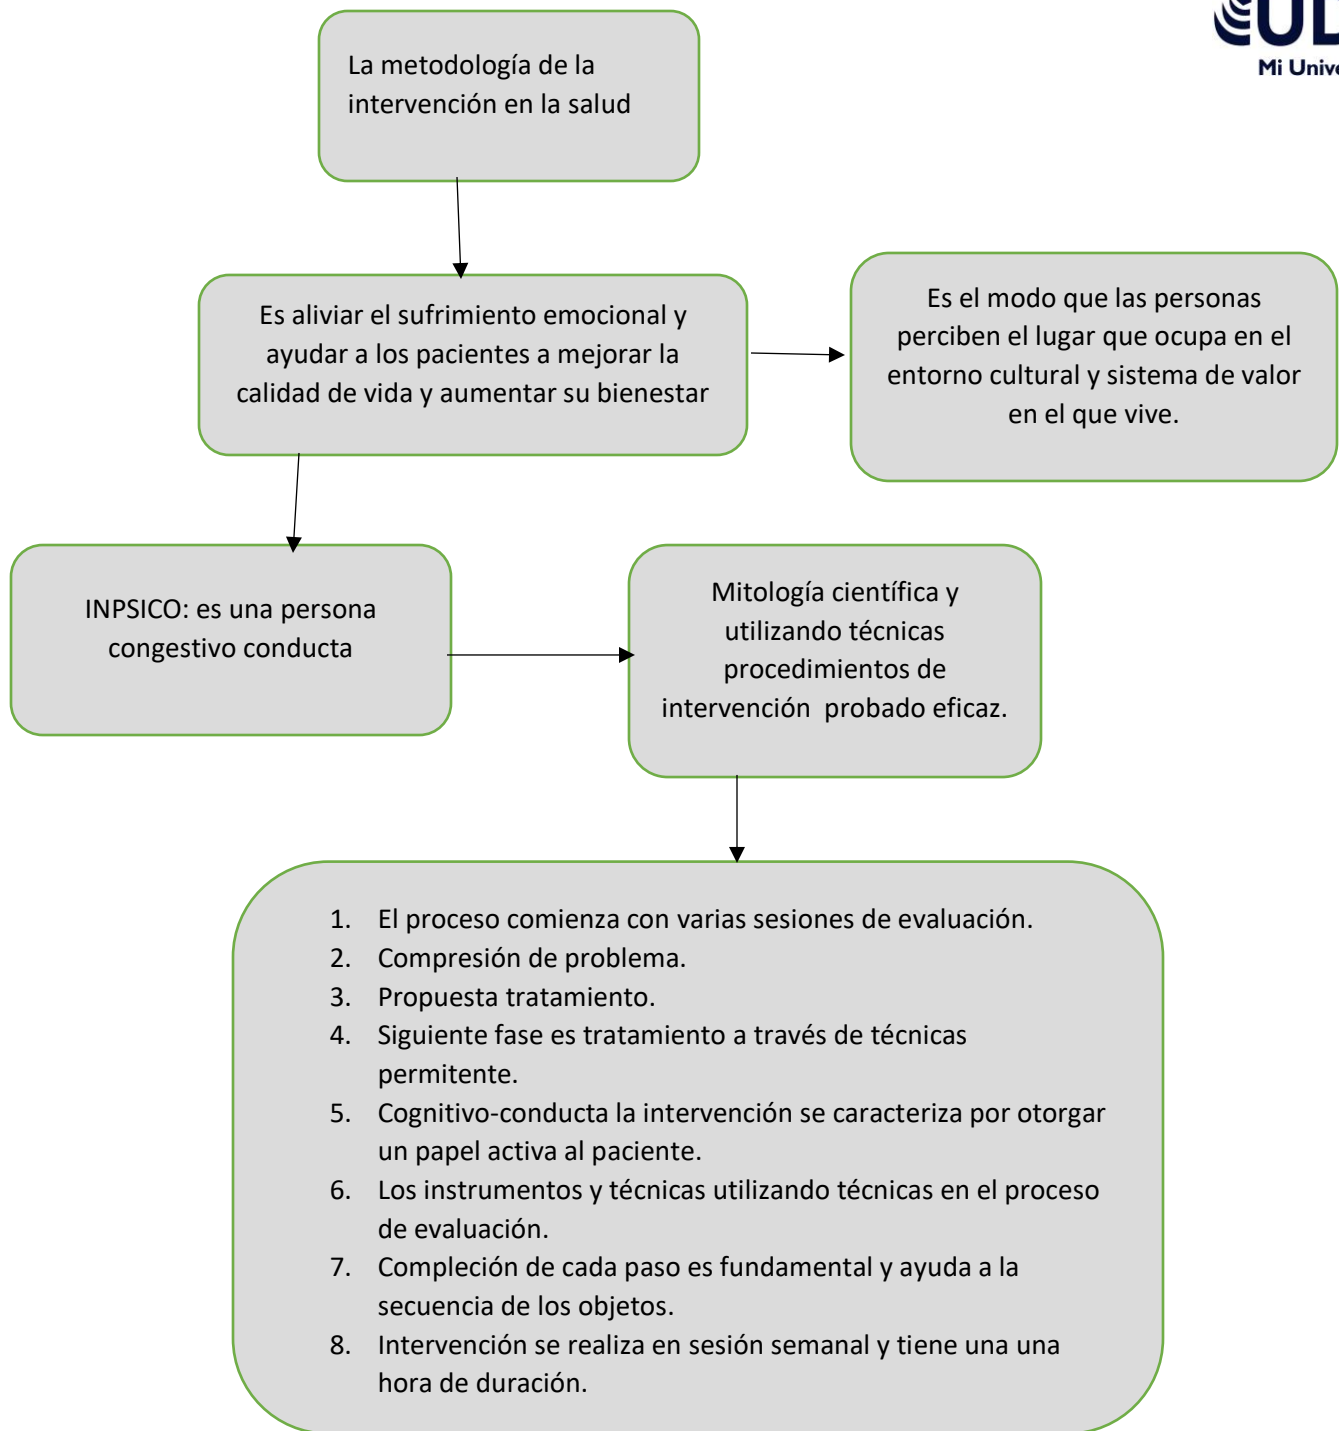 La metodología de la
intervención en la salud
Es aliviar el sufrimiento emocional y
ayudar a los pacientes a mejorar la
calidad de vida y aumentar su bienestar
Es el modo que las personas
perciben el lugar que ocupa en el
entorno cultural y sistema de valor
en el que vive.
INPSICO: es una persona
congestivo conducta
Mitología científica y
utilizando técnicas
procedimientos de
intervención  probado eficaz.
1. El proceso comienza con varias sesiones de evaluación.
2. Compresión de problema.
3. Propuesta tratamiento.
4. Siguiente fase es tratamiento a través de técnicas
permitente.
5. Cognitivo-conducta la intervención se caracteriza por otorgar
un papel activa al paciente.
6. Los instrumentos y técnicas utilizando técnicas en el proceso
de evaluación.
7. Compleción de cada paso es fundamental y ayuda a la
secuencia de los objetos.
8. Intervención se realiza en sesión semanal y tiene una una
hora de duración.
Mi